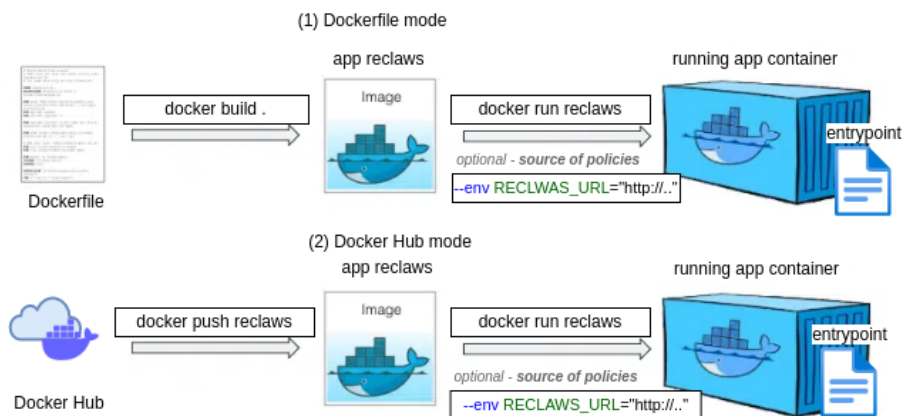 (1) Dockerfile mode
app reclaws
running app container
Image
docker build .
docker run reclaws
entrypoint
optional - source of policies
--env RECLWAS_URL="http://.."
Dockerfile
(2) Docker Hub mode
app reclaws
running app container
Image
docker push reclaws
docker run reclaws
entrypoint
optional - source of policies
--env RECLAWS_URL="http://.."
Docker Hub